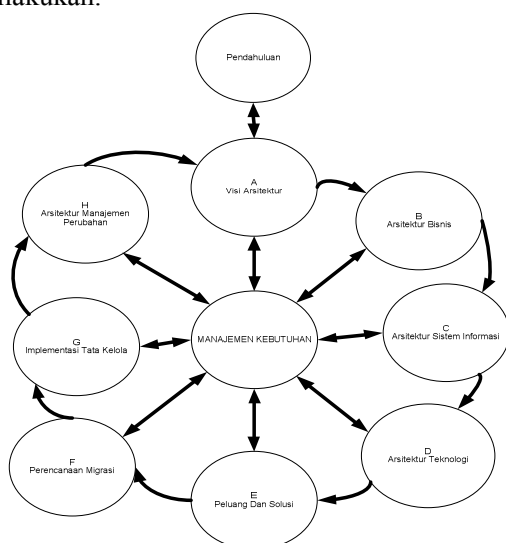 Pendahuluan
A
Visi Arsitektur
B
Arsitektur Bisnis
H
Arsitektur Manajemen
Perubahan
C
Arsitektur Sistem Informasi
MANAJEMEN KEBUTUHAN
G
Implementasi Tata Kelola
D
Arsitektur Teknologi
F
Perencanaan Migrasi
E
Peluang Dan Solusi